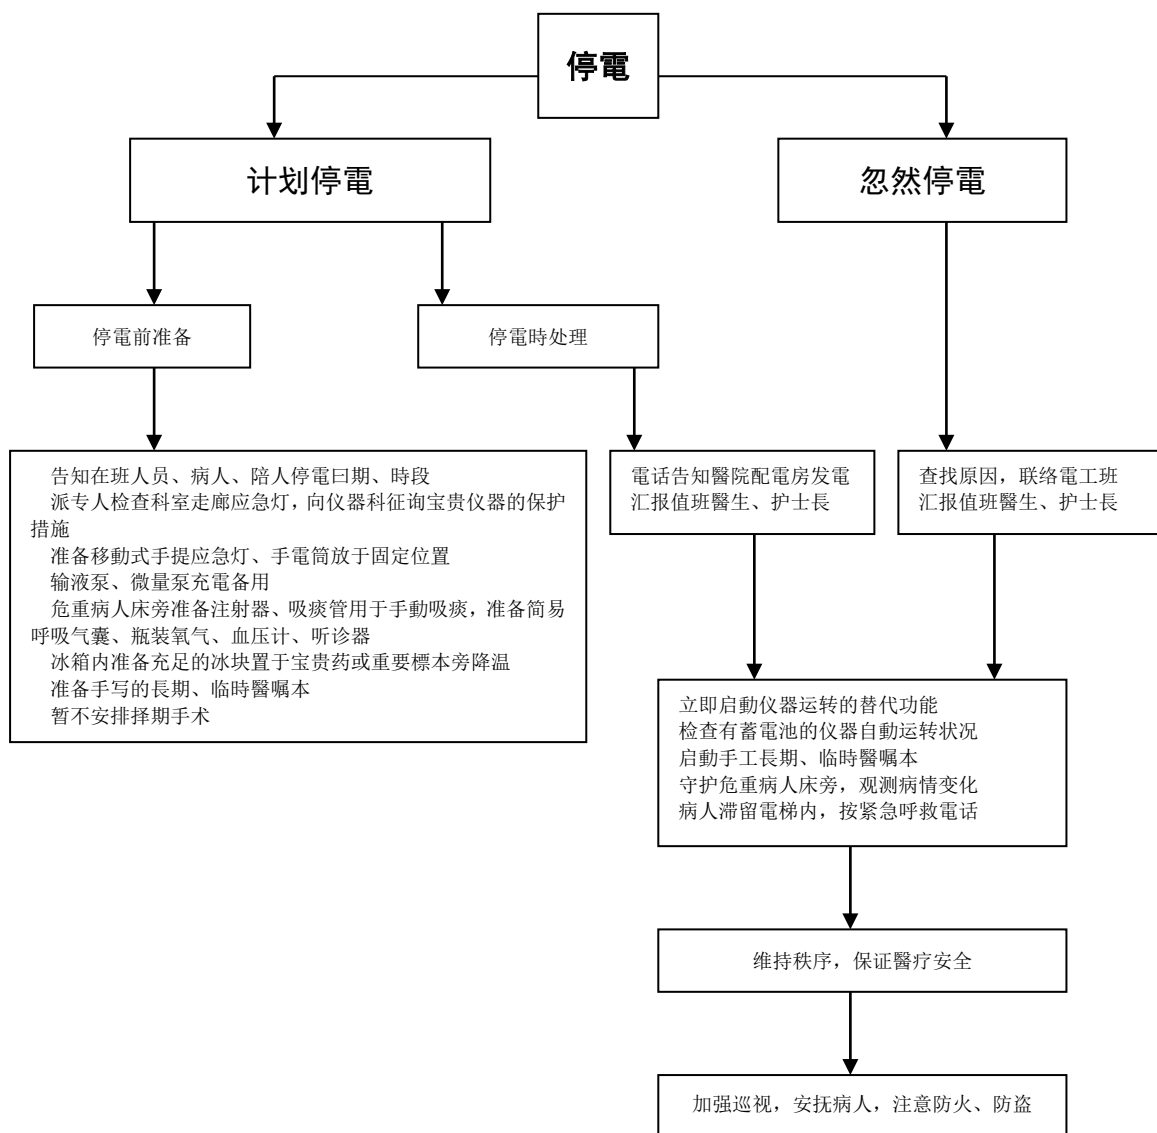 停電
计划停電
忽然停電
停電前准备
停電時处理
告知在班人员、病人、陪人停電曰期、時段
派专人检查科室走廊应急灯，向仪器科征询宝贵仪器的保护
措施
准备移動式手提应急灯、手電筒放于固定位置
输液泵、微量泵充電备用
危重病人床旁准备注射器、吸痰管用于手動吸痰，准备简易
呼吸气囊、瓶装氧气、血压计、听诊器
冰箱内准备充足的冰块置于宝贵药或重要標本旁降温
准备手写的長期、临時醫嘱本
暂不安排择期手术
電话告知醫院配電房发電
汇报值班醫生、护士長
查找原因，联络電工班
汇报值班醫生、护士長
立即启動仪器运转的替代功能
检查有蓄電池的仪器自動运转状况
启動手工長期、临時醫嘱本
守护危重病人床旁，观测病情变化
病人滞留電梯内，按紧急呼救電话
维持秩序，保证醫疗安全
加强巡视，安抚病人，注意防火、防盗